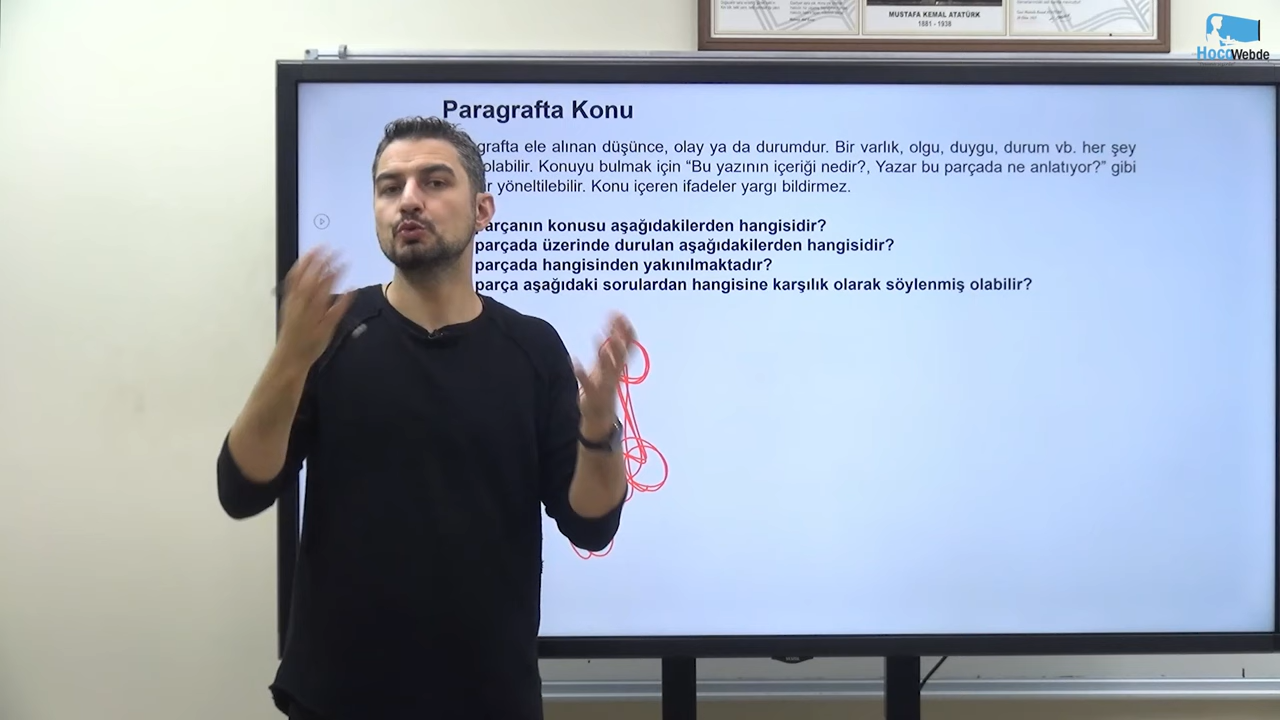 MUSTAFA KEMAL ATATÜRK
1881 - 1938
HocaWebde
Paragrafta Konu
grafta ele alınan düşünce, olay ya da durumdur. Bir varlık, olgu, duygu, durum vb. her şey
olabilir. Konuyu bulmak için “Bu yazının içeriği nedir?, Yazar bu parçada ne anlatıyor?” gibi
r yöneltilebilir. Konu içeren ifadeler yargı bildirmez.
parçanın konusu aşağıdakilerden hangisidir?
parçada üzerinde durulan aşağıdakilerden hangisidir?
parçada hangisinden yakınılmaktadır?
parça aşağıdaki sorulardan hangisine karşılık olarak söylenmiş olabilir?